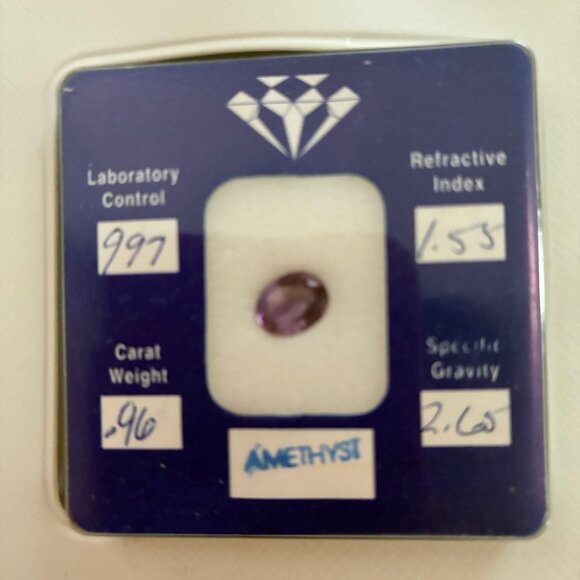 Laboratory
Control
997
Refractive
Index
1.55
Carat
Weight
.96
Specific
Gravity
2.65
AMETHYST